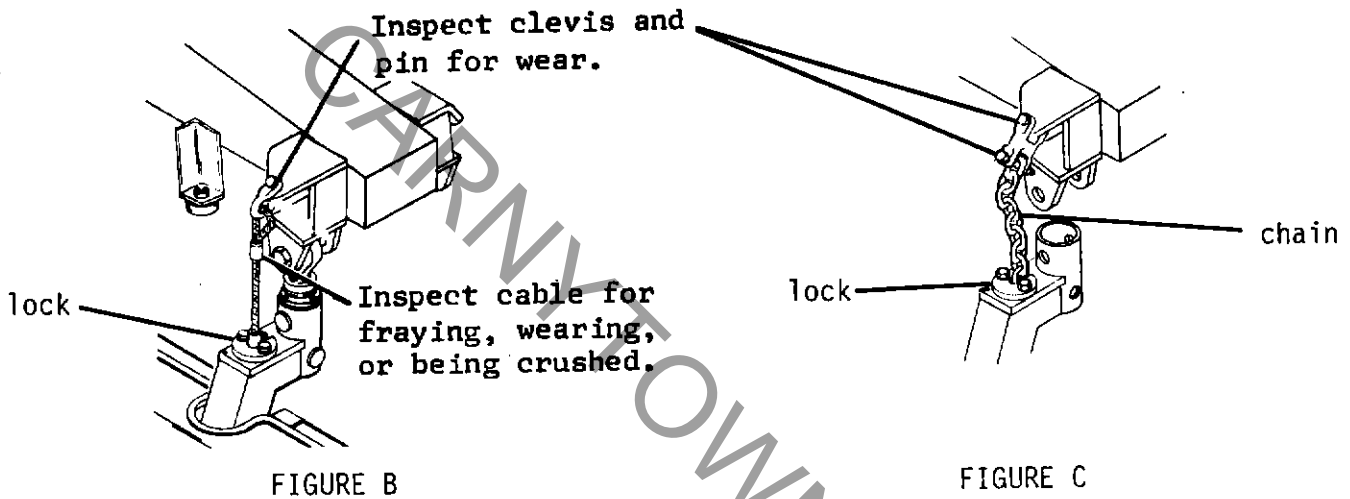 Inspect clevis and
pin for wear.
lock
Inspect cable for
fraying, wearing,
or being crushed.
lock
chain
FIGURE B
FIGURE C
CARNYTOWN